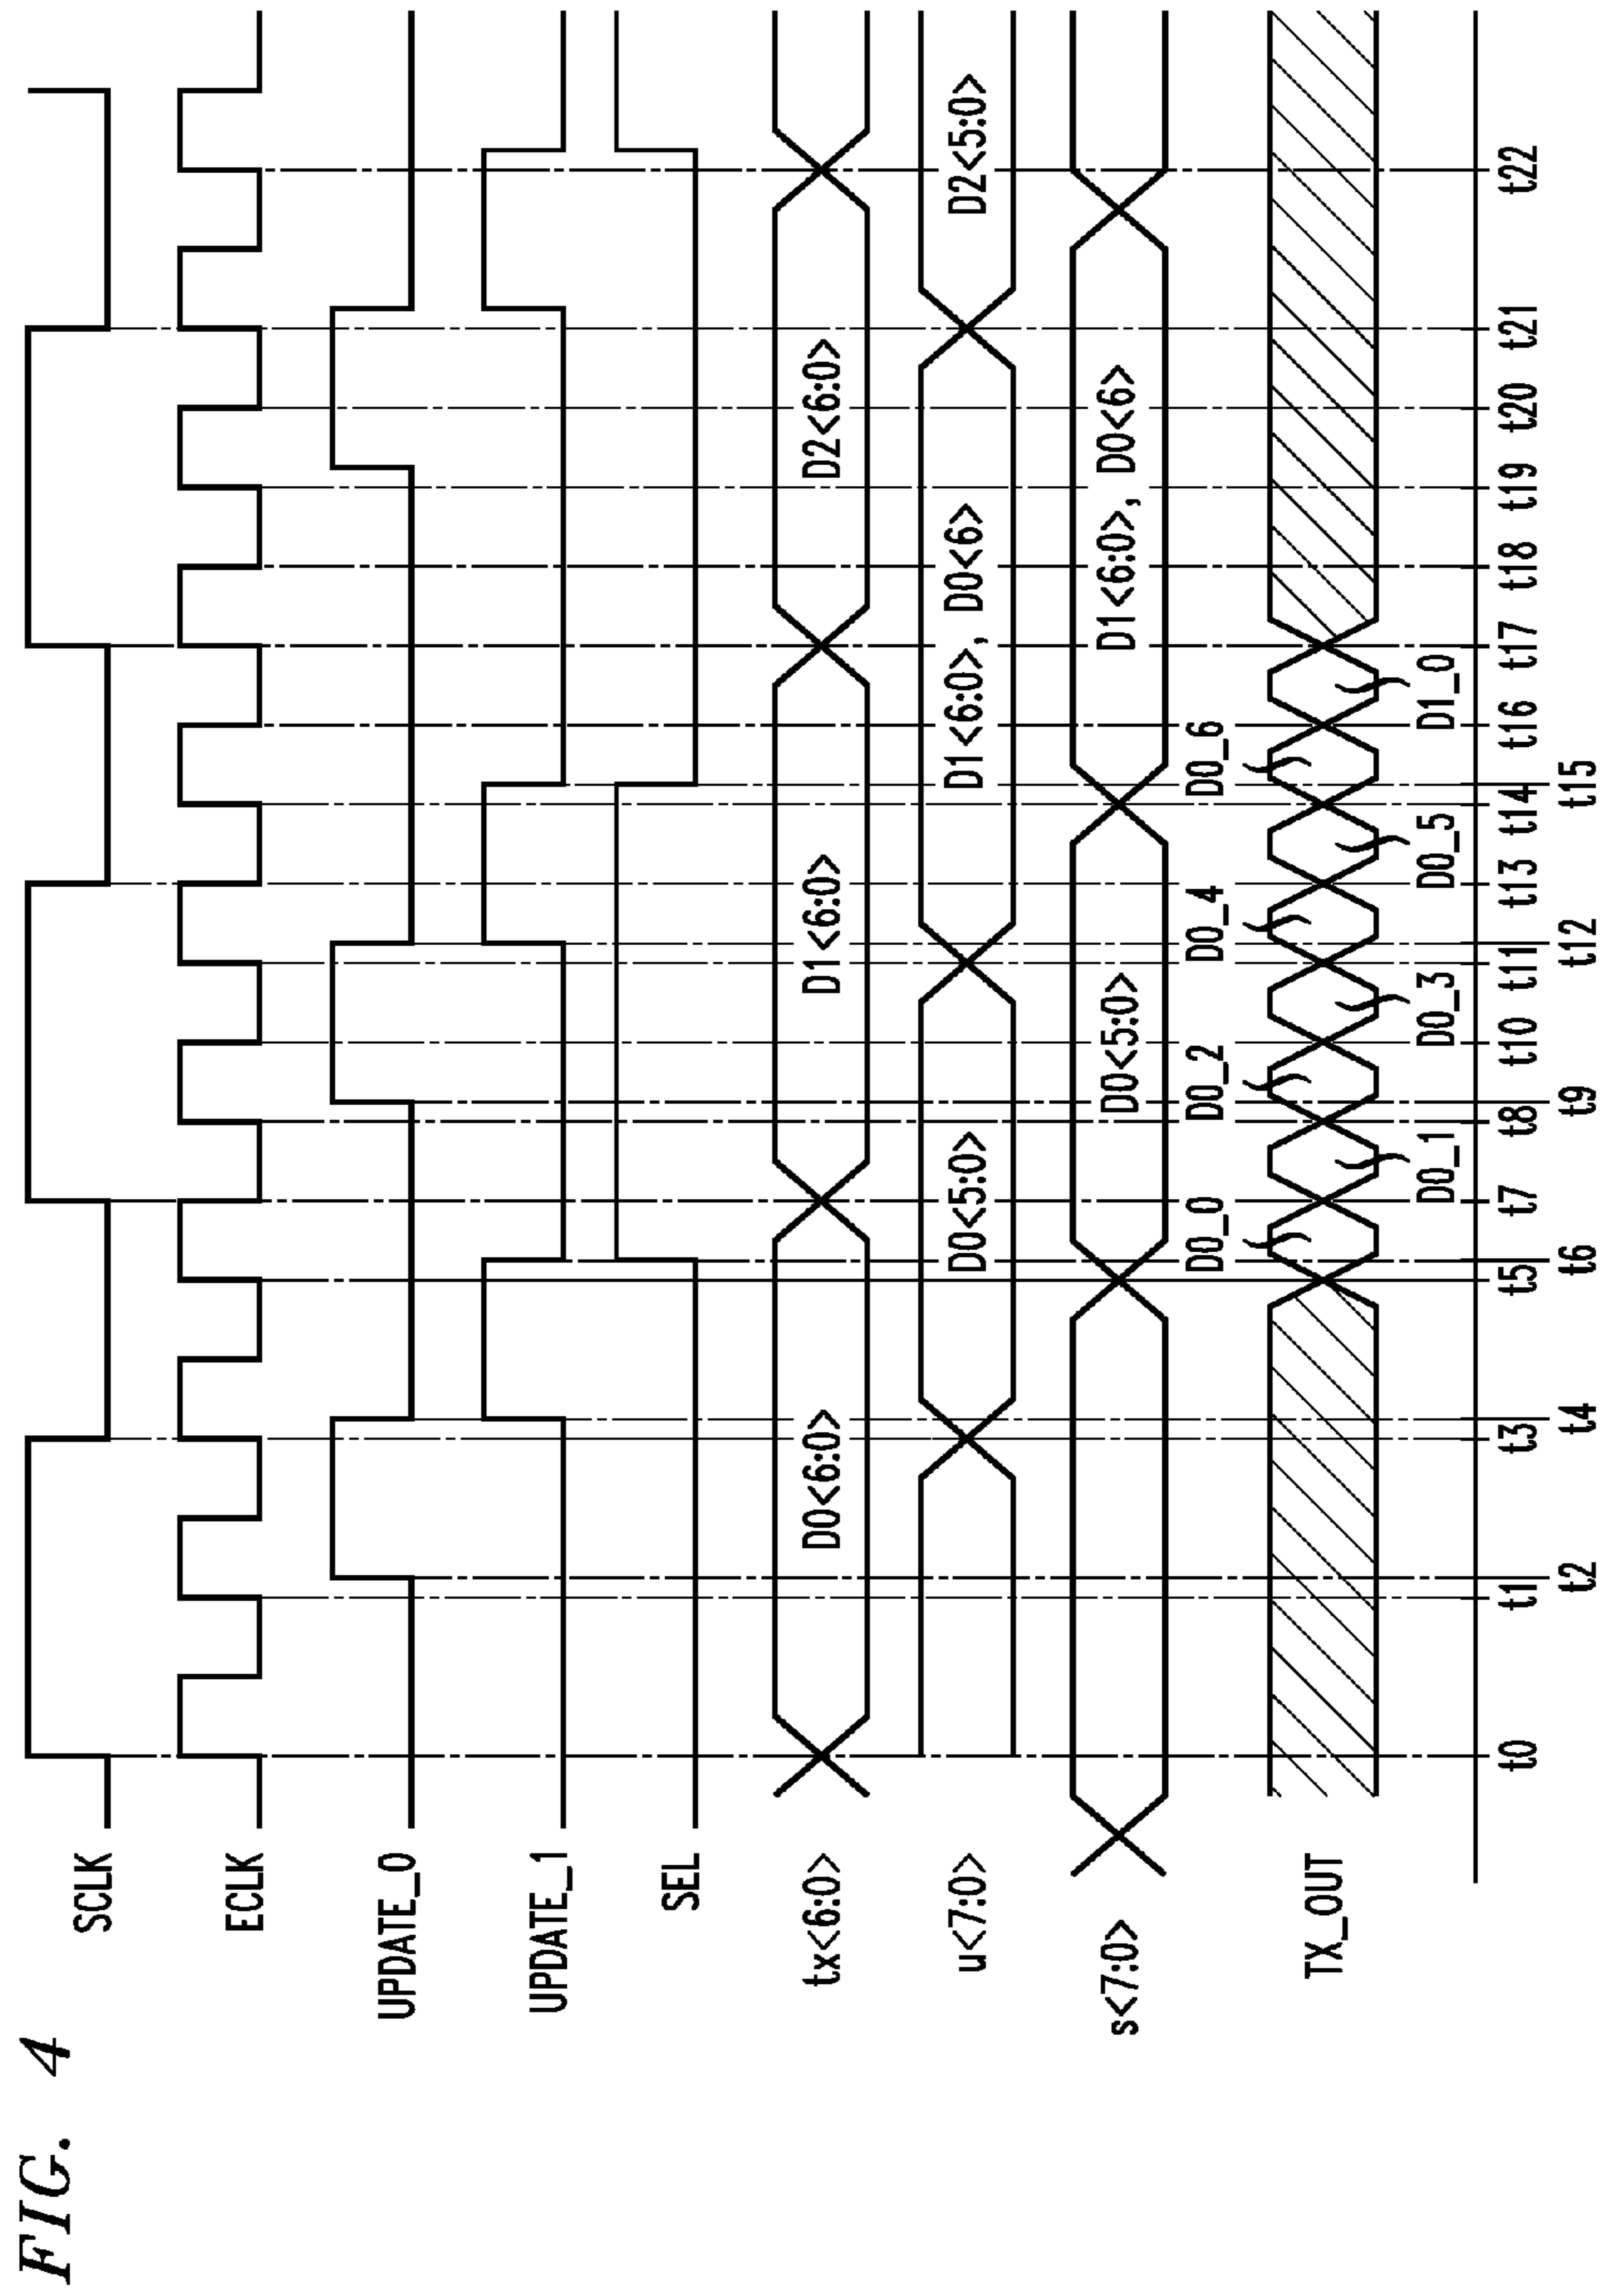 FIG. 4
SCLK
ECLK
UPDATE_0
UPDATE_1
SEL
tx<6:0>
D0<6:0>
D1<6:0>
D2<6:0>
u<7:0>
D0<5:0>
D1<6:0>, D0<6>
D2<5:0>
s<7:0>
D0<5:0>
D1<6:0>, D0<6>
D0_0
D0_2
D0_4
D0_6
TX_OUT
D0_1
D0_3
D0_5
D1_0
t0 t1 t3 t5 t7 t8 t10 t11 t13 t14 t16 t17 t18 t19 t20 t21 t22
t2 t4 t6 t9 t12 t15